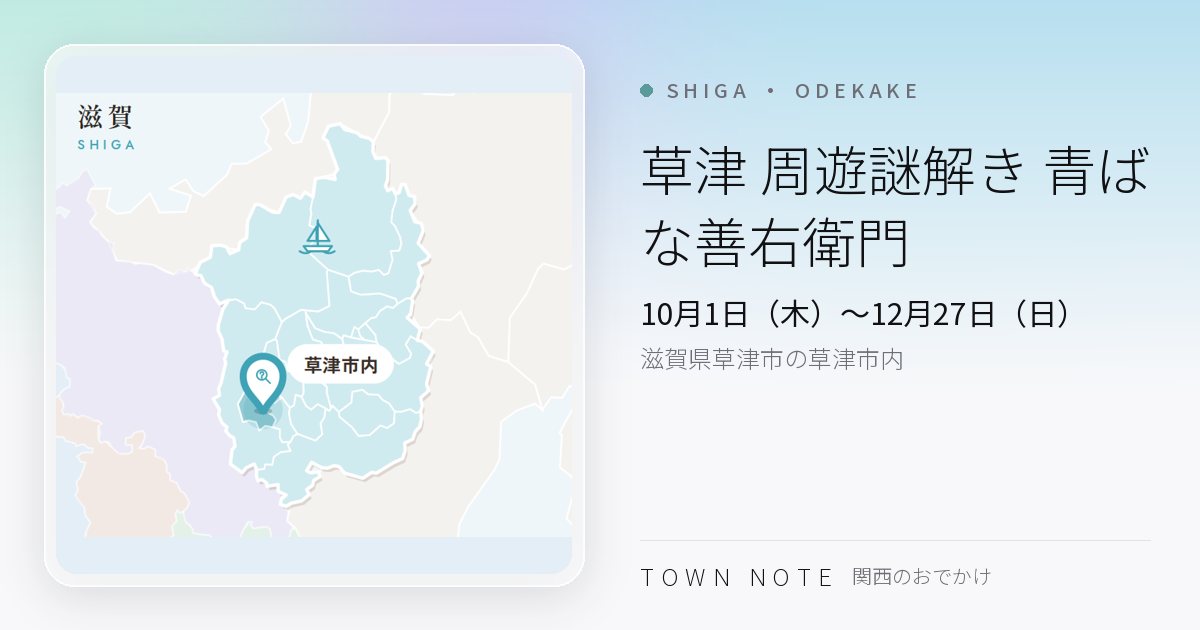 滋賀
SHIGA
草津市内
SHIGA • ODEKAKE
草津 周遊謎解き 青ば
な善右衛門
10月1日（木）〜12月27日（日）
滋賀県草津市の草津市内
TOWN NOTE 関西のおでかけ